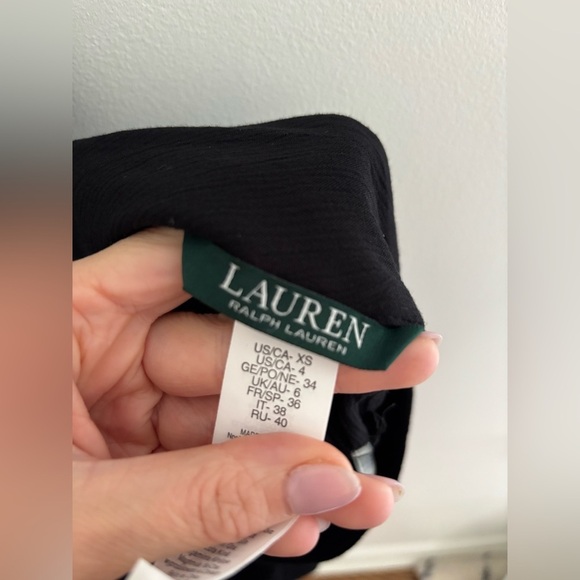 LAUREN
RALPH LAUREN
US/CA- XS
US/CA- 4
GE/PO/NE- 34
UK/AU- 6
FR/SP- 36
IT- 38
RU- 40